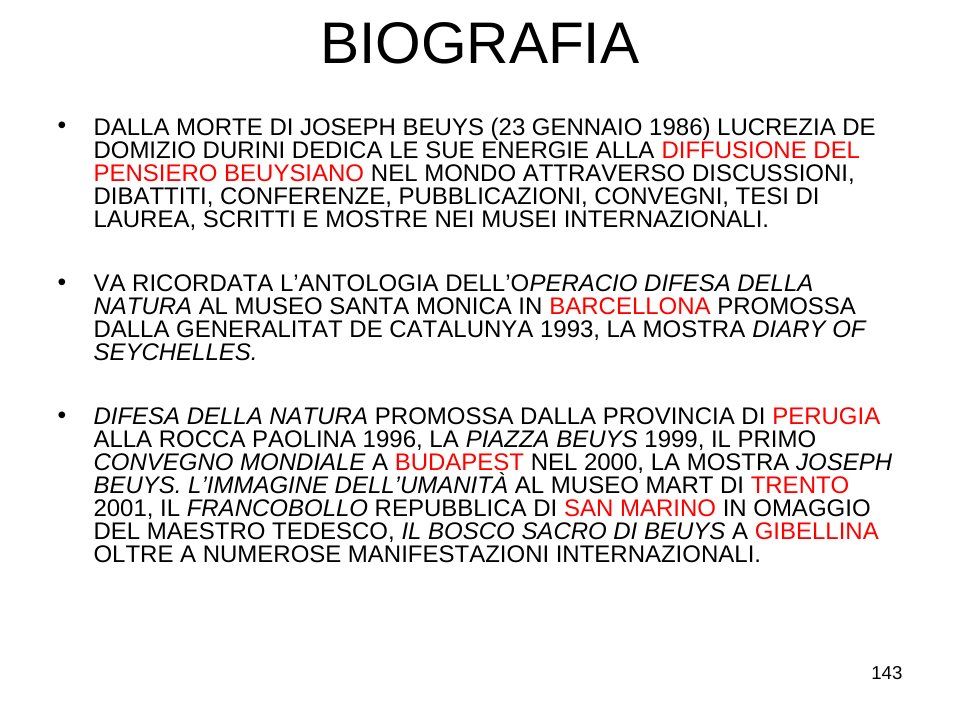 BIOGRAFIA
• DALLA MORTE DI JOSEPH BEUYS (23 GENNAIO 1986) LUCREZIA DE
DOMIZIO DURINI DEDICA LE SUE ENERGIE ALLA DIFFUSIONE DEL
PENSIERO BEUYSIANO NEL MONDO ATTRAVERSO DISCUSSIONI,
DIBATTITI, CONFERENZE, PUBBLICAZIONI, CONVEGNI, TESI DI
LAUREA, SCRITTI E MOSTRE NEI MUSEI INTERNAZIONALI.
• VA RICORDATA L’ANTOLOGIA DELL’OPERACIO DIFESA DELLA
NATURA AL MUSEO SANTA MONICA IN BARCELLONA PROMOSSA
DALLA GENERALITAT DE CATALUNYA 1993, LA MOSTRA DIARY OF
SEYCHELLES.
• DIFESA DELLA NATURA PROMOSSA DALLA PROVINCIA DI PERUGIA
ALLA ROCCA PAOLINA 1996, LA PIAZZA BEUYS 1999, IL PRIMO
CONVEGNO MONDIALE A BUDAPEST NEL 2000, LA MOSTRA JOSEPH
BEUYS. L’IMMAGINE DELL’UMANITÀ AL MUSEO MART DI TRENTO
2001, IL FRANCOBOLLO REPUBBLICA DI SAN MARINO IN OMAGGIO
DEL MAESTRO TEDESCO, IL BOSCO SACRO DI BEUYS A GIBELLINA
OLTRE A NUMEROSE MANIFESTAZIONI INTERNAZIONALI.
143